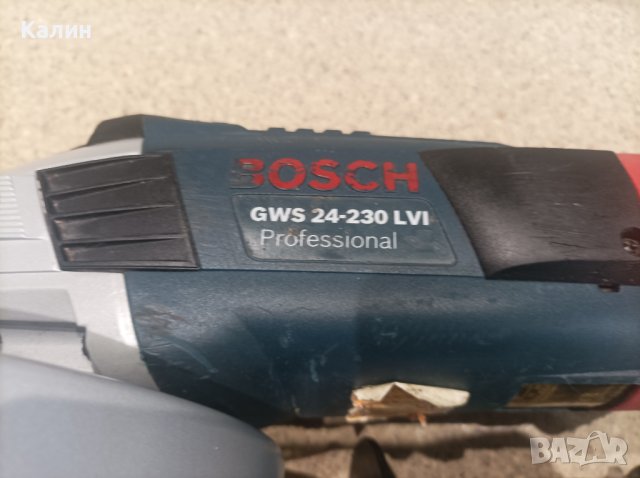 Калин
BOSCH
GWS 24-230 LVI
Professional
BAZAR